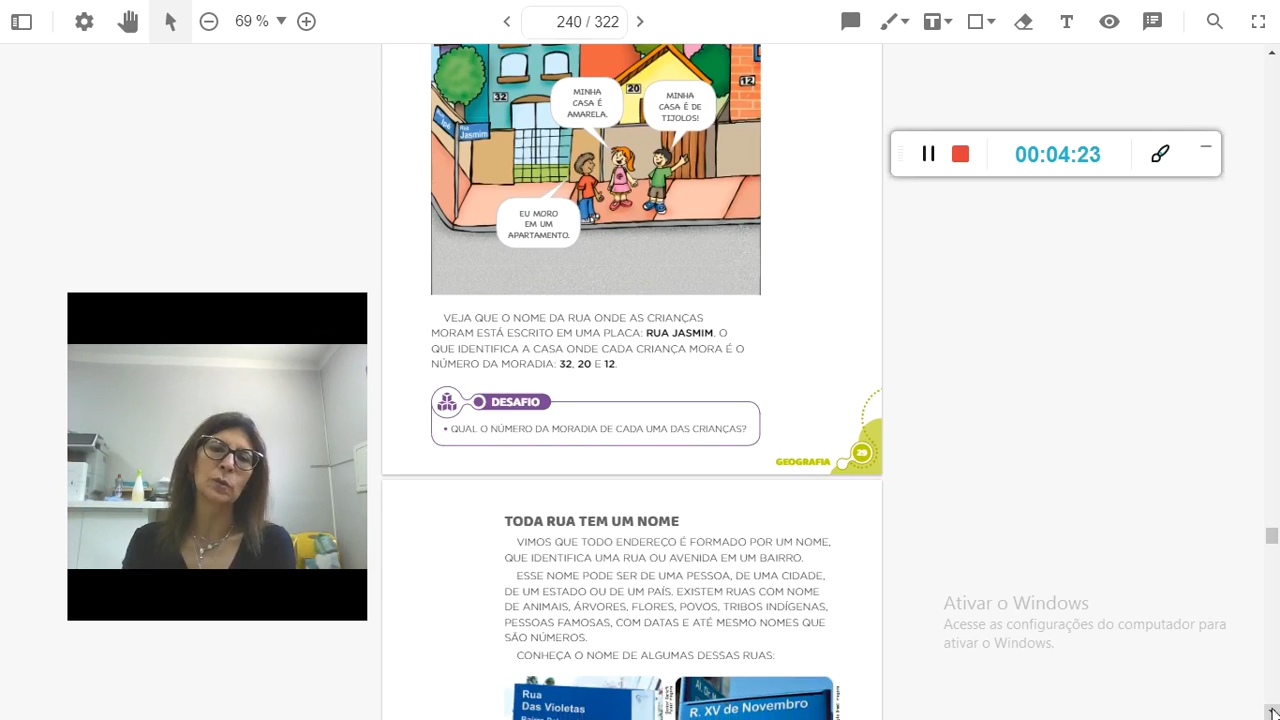 69 %
240 / 322
MINHA
CASA É
AMARELA.
MINHA
CASA É DE
TIJOLOS!
32
20
12
Rua
Jasmim
EU MORO
EM UM
APARTAMENTO.
00:04:23
VEJA QUE O NOME DA RUA ONDE AS CRIANÇAS
MORAM ESTÁ ESCRITO EM UMA PLACA: RUA JASMIM. O
QUE IDENTIFICA A CASA ONDE CADA CRIANÇA MORA É O
NÚMERO DA MORADIA: 32, 20 E 12.
DESAFIO
• QUAL O NÚMERO DA MORADIA DE CADA UMA DAS CRIANÇAS?
GEOGRAFIA 29
TODA RUA TEM UM NOME
VIMOS QUE TODO ENDEREÇO É FORMADO POR UM NOME,
QUE IDENTIFICA UMA RUA OU AVENIDA EM UM BAIRRO.
ESSE NOME PODE SER DE UMA PESSOA, DE UMA CIDADE,
DE UM ESTADO OU DE UM PAÍS. EXISTEM RUAS COM NOME
DE ANIMAIS, ÁRVORES, FLORES, POVOS, TRIBOS INDÍGENAS,
PESSOAS FAMOSAS, COM DATAS E ATÉ MESMO NOMES QUE
SÃO NÚMEROS.
CONHEÇA O NOME DE ALGUMAS DESSAS RUAS:
Rua
Das Violetas
R. XV de Novembro
Ativar o Windows
Acesse as configurações do computador para
ativar o Windows.